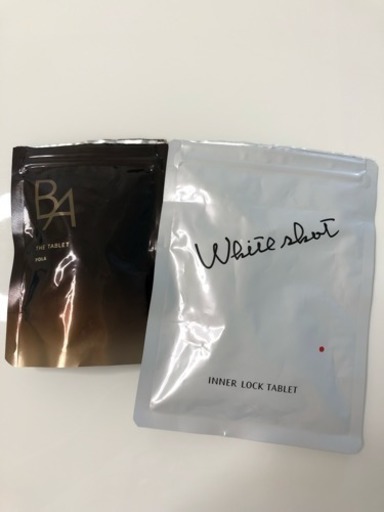 BA
THE TABLET
POLA
White shot
INNER LOCK TABLET